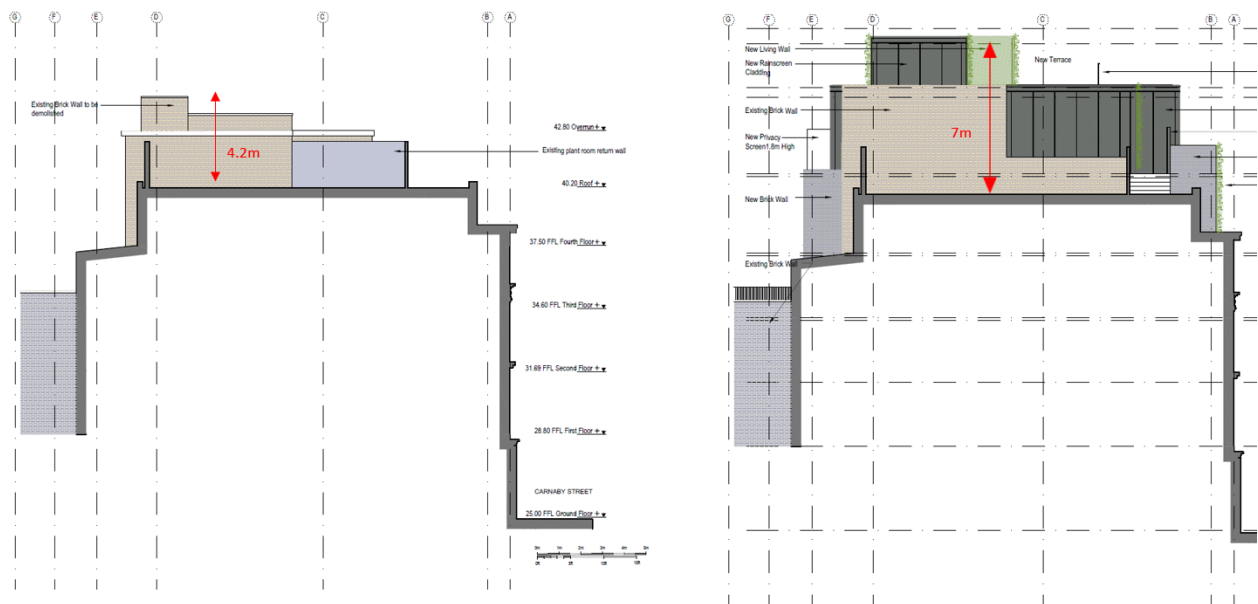 G F E D C B A
Existing Brick Wall to be
demolished
4.2m
42.80 Overrun
Existing plant room return wall
40.20 Roof
37.50 FFL Fourth Floor
34.60 FFL Third Floor
31.69 FFL Second Floor
28.80 FFL First Floor
CARNABY STREET
25.00 FFL Ground Floor
G F E D C B A
New Living Wall
New Rainscreen
Cladding
New Terrace
Existing Brick Wall
7m
New Privacy
Screen1.8m High
New Brick Wall
Existing Brick Wall